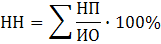 НН = ∑ НП/ИО · 100%